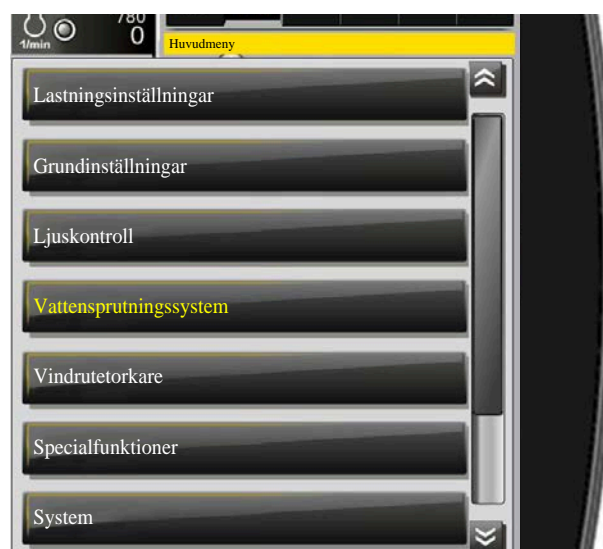 780
1/min
0
Huvudmeny
Lastningsinställningar
Grundinställningar
Ljuskontroll
Vattensprutningssystem
Vindrutetorkare
Specialfunktioner
System